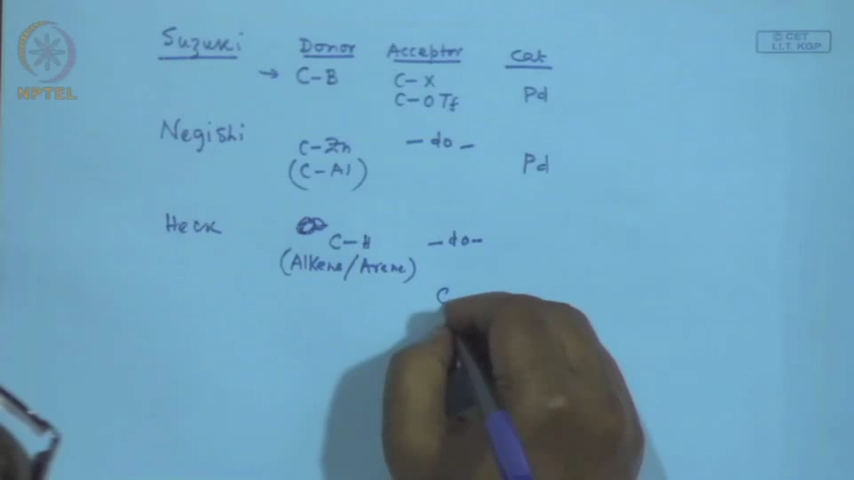 NPTEL
© CET
I.I.T. KGP
Suzuki Donor Acceptor Cat
→ C-B C-X Pd
C-OTf
Negishi C-Zn -do- Pd
(C-Al)
Heck C-H -do-
(Alkene/Arene)
C